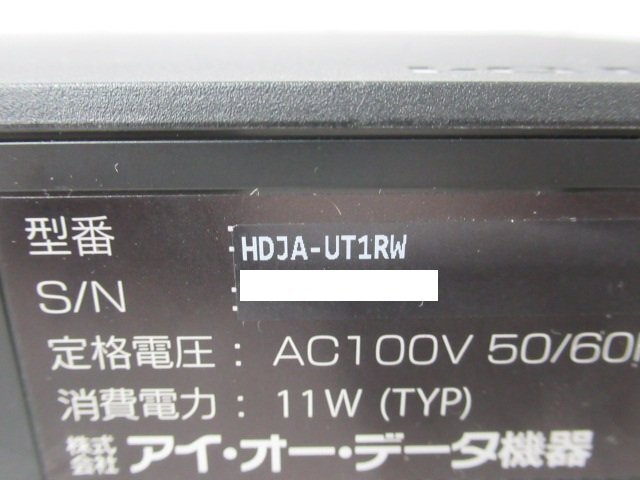 型番 : HDJA-UT1RW
S/N :
定格電圧 : AC100V 50/60
消費電力 : 11W (TYP)
株式会社 アイ・オー・データ機器